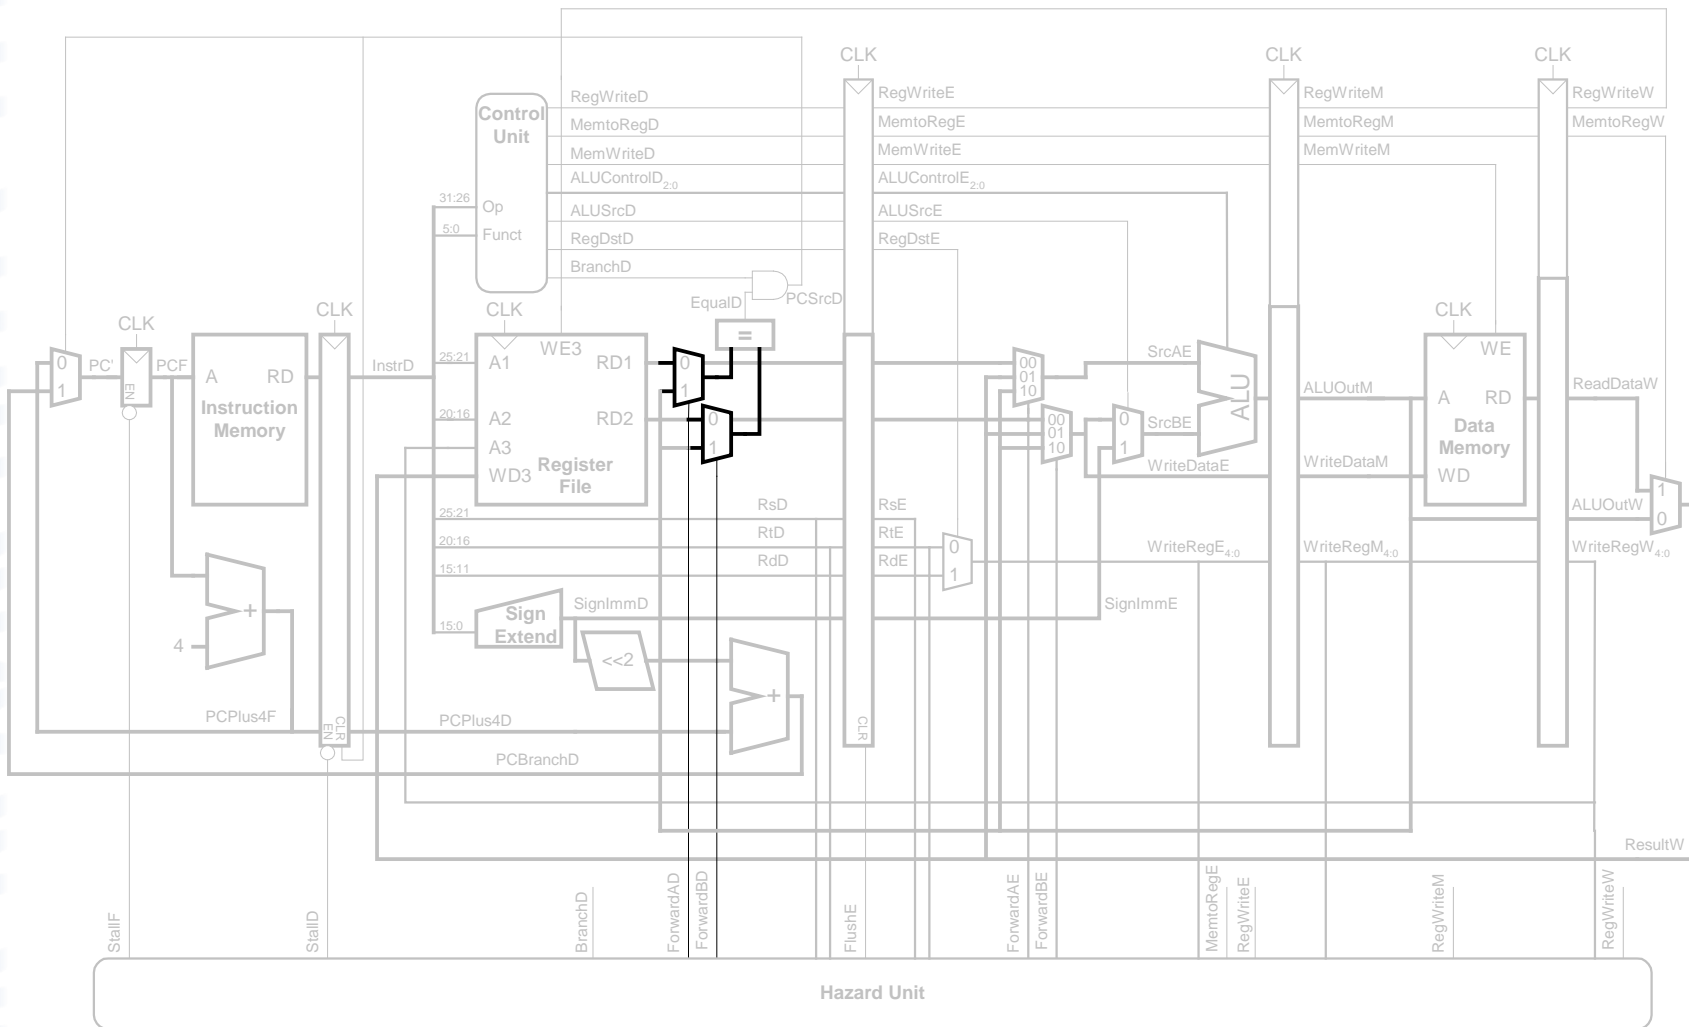 CLK CLK CLK
RegWriteD RegWriteE RegWriteM RegWriteW
Control Unit
MemtoRegD MemtoRegE MemtoRegM MemtoRegW
MemWriteD MemWriteE MemWriteM
ALUControlD2:0 ALUControlE2:0
31:26 Op ALUSrcD ALUSrcE
5:0 Funct RegDstD RegDstE
BranchD
EqualD PCSrcD
CLK CLK CLK CLK
=
WE3 WE
0 1 PC' PCF A RD InstrD 25:21 A1 RD1 0 1 00 01 10 SrcAE ALU ALUOutM A RD ReadDataW
EN
Instruction Memory
20:16 A2 RD2 0 1 00 01 10 0 1 SrcBE
Data Memory
A3
WD3 Register File WriteDataE WriteDataM WD
1 0
25:21 RsD RsE ALUOutW
20:16 RtD RtE 0 WriteRegE4:0 WriteRegM4:0 WriteRegW4:0
15:11 RdD RdE 1
+ SignImmD SignImmE
15:0 Sign Extend
4 <<2
+
PCPlus4F EN CLR PCPlus4D CLR
PCBranchD
ResultW
StallF StallD BranchD ForwardAD ForwardBD FlushE ForwardAE ForwardBE MemtoRegE RegWriteE RegWriteM RegWriteW
Hazard Unit